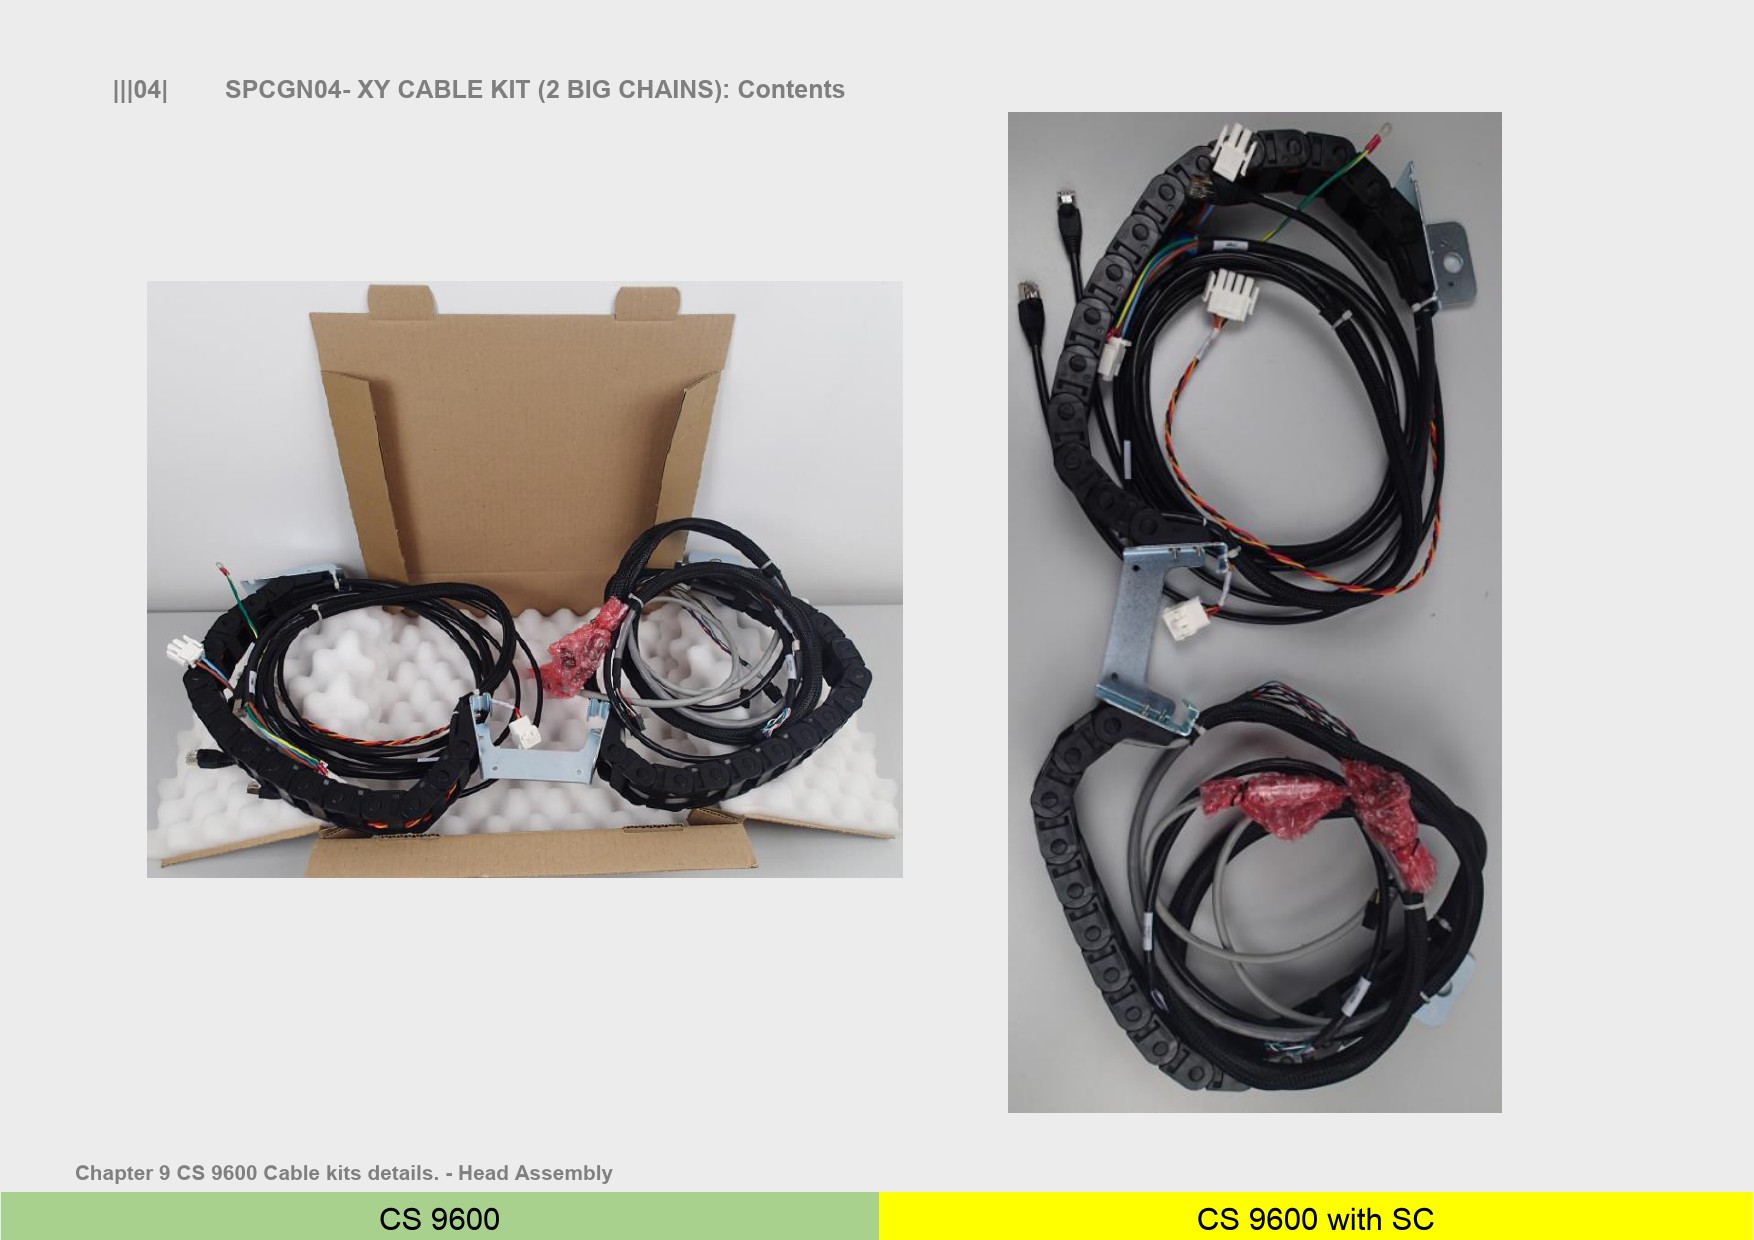 |||04| SPCGN04- XY CABLE KIT (2 BIG CHAINS): Contents
Chapter 9 CS 9600 Cable kits details. - Head Assembly
CS 9600
CS 9600 with SC